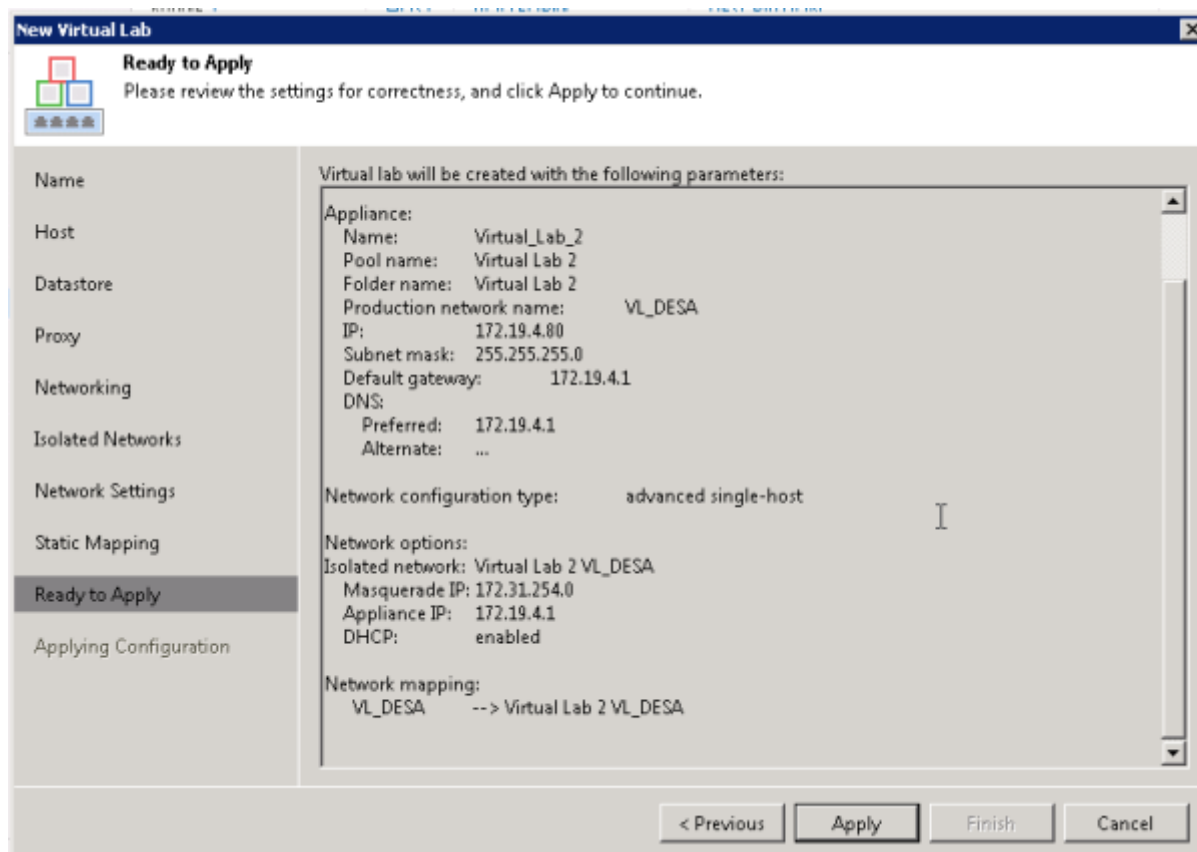 New Virtual Lab
Ready to Apply
Please review the settings for correctness, and click Apply to continue.
Name
Host
Datastore
Proxy
Networking
Isolated Networks
Network Settings
Static Mapping
Ready to Apply
Applying Configuration
Virtual lab will be created with the following parameters:
Appliance:
Name: Virtual_Lab_2
Pool name: Virtual Lab 2
Folder name: Virtual Lab 2
Production network name: VL_DESA
IP: 172.19.4.80
Subnet mask: 255.255.255.0
Default gateway: 172.19.4.1
DNS:
Preferred: 172.19.4.1
Alternate: ...
Network configuration type: advanced single-host
Network options:
Isolated network: Virtual Lab 2 VL_DESA
Masquerade IP: 172.31.254.0
Appliance IP: 172.19.4.1
DHCP: enabled
Network mapping:
VL_DESA --> Virtual Lab 2 VL_DESA
< Previous Apply Finish Cancel